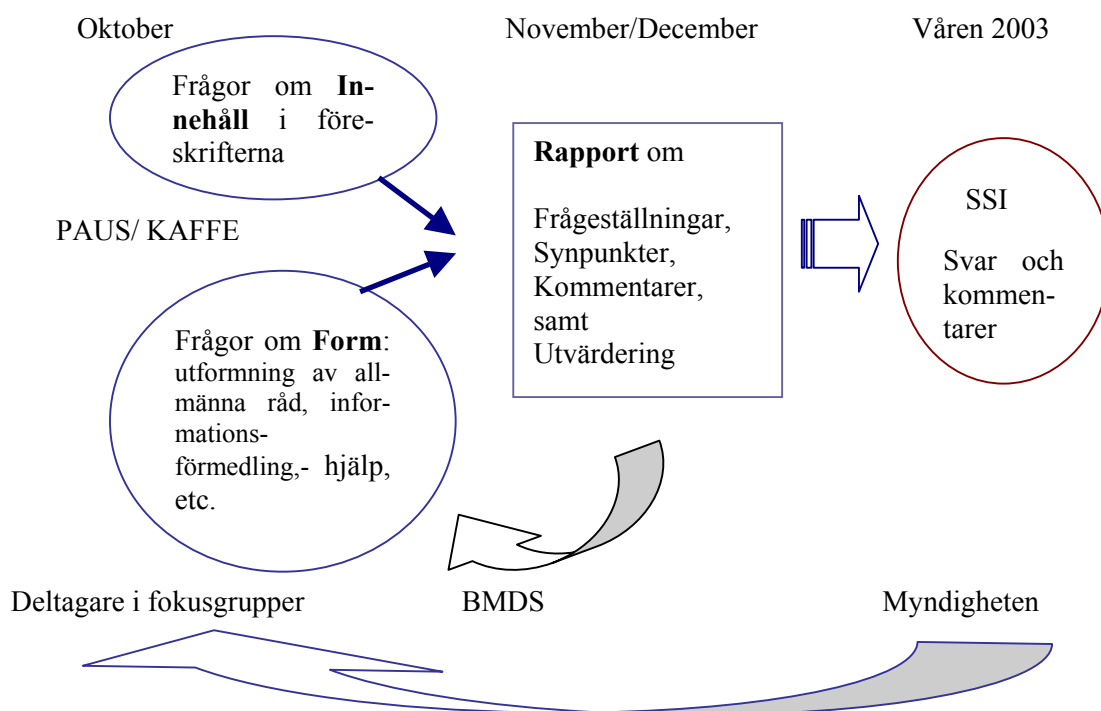 Oktober
November/December
Våren 2003
Frågor om In-
nehåll i före-
skrifterna
PAUS/ KAFFE
Frågor om Form:
utformning av all-
männa råd, infor-
mations-
förmedling,- hjälp,
etc.
Rapport om
Frågeställningar,
Synpunkter,
Kommentarer,
samt
Utvärdering
SSI
Svar och
kommen-
tarer
Deltagare i fokusgrupper
BMDS
Myndigheten